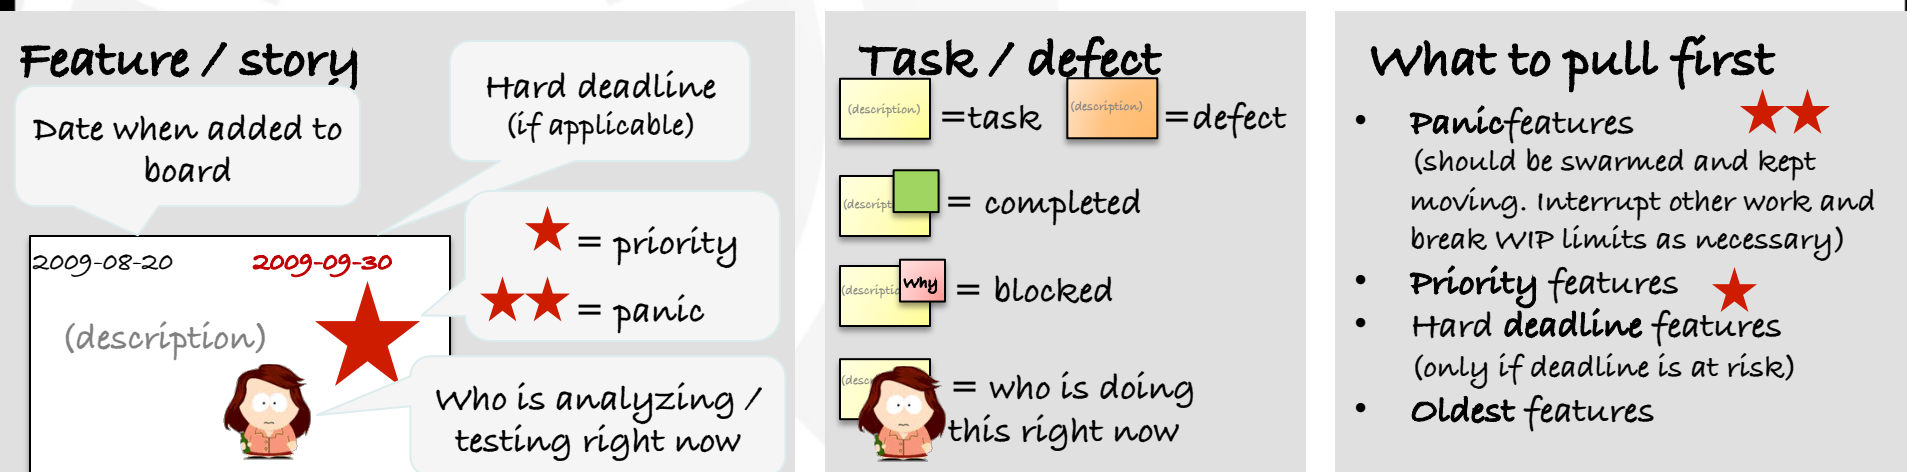 Feature / story
Date when added to
board
Hard deadline
(if applicable)
2009-08-20
2009-09-30
(description)
= priority
= panic
Who is analyzing /
testing right now
Task / defect
(description)
=task
(description)
=defect
(descript
= completed
(descriptio
Why
= blocked
(desc
= who is doing
this right now
What to pull first
• Panicfeatures
(should be swarmed and kept
moving. Interrupt other work and
break WIP limits as necessary)
• Priority features
• Hard deadline features
(only if deadline is at risk)
• Oldest features